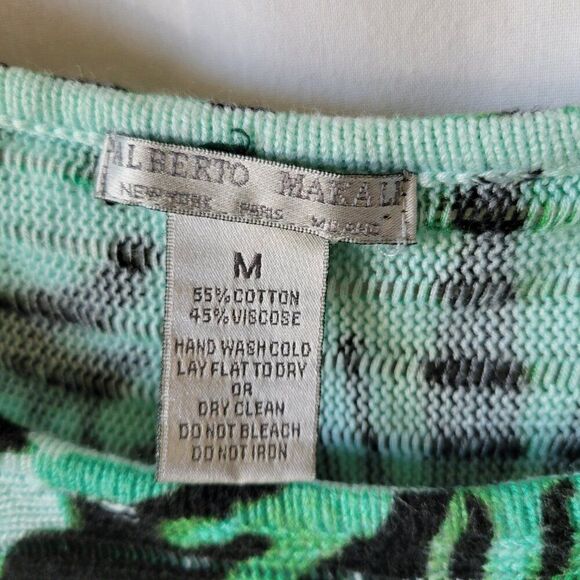 ALBERTO MAKALI
NEW YORK PARIS MILANO
M
55% COTTON
45% VISCOSE
HAND WASH COLD
LAY FLAT TO DRY
OR
DRY CLEAN
DO NOT BLEACH
DO NOT IRON